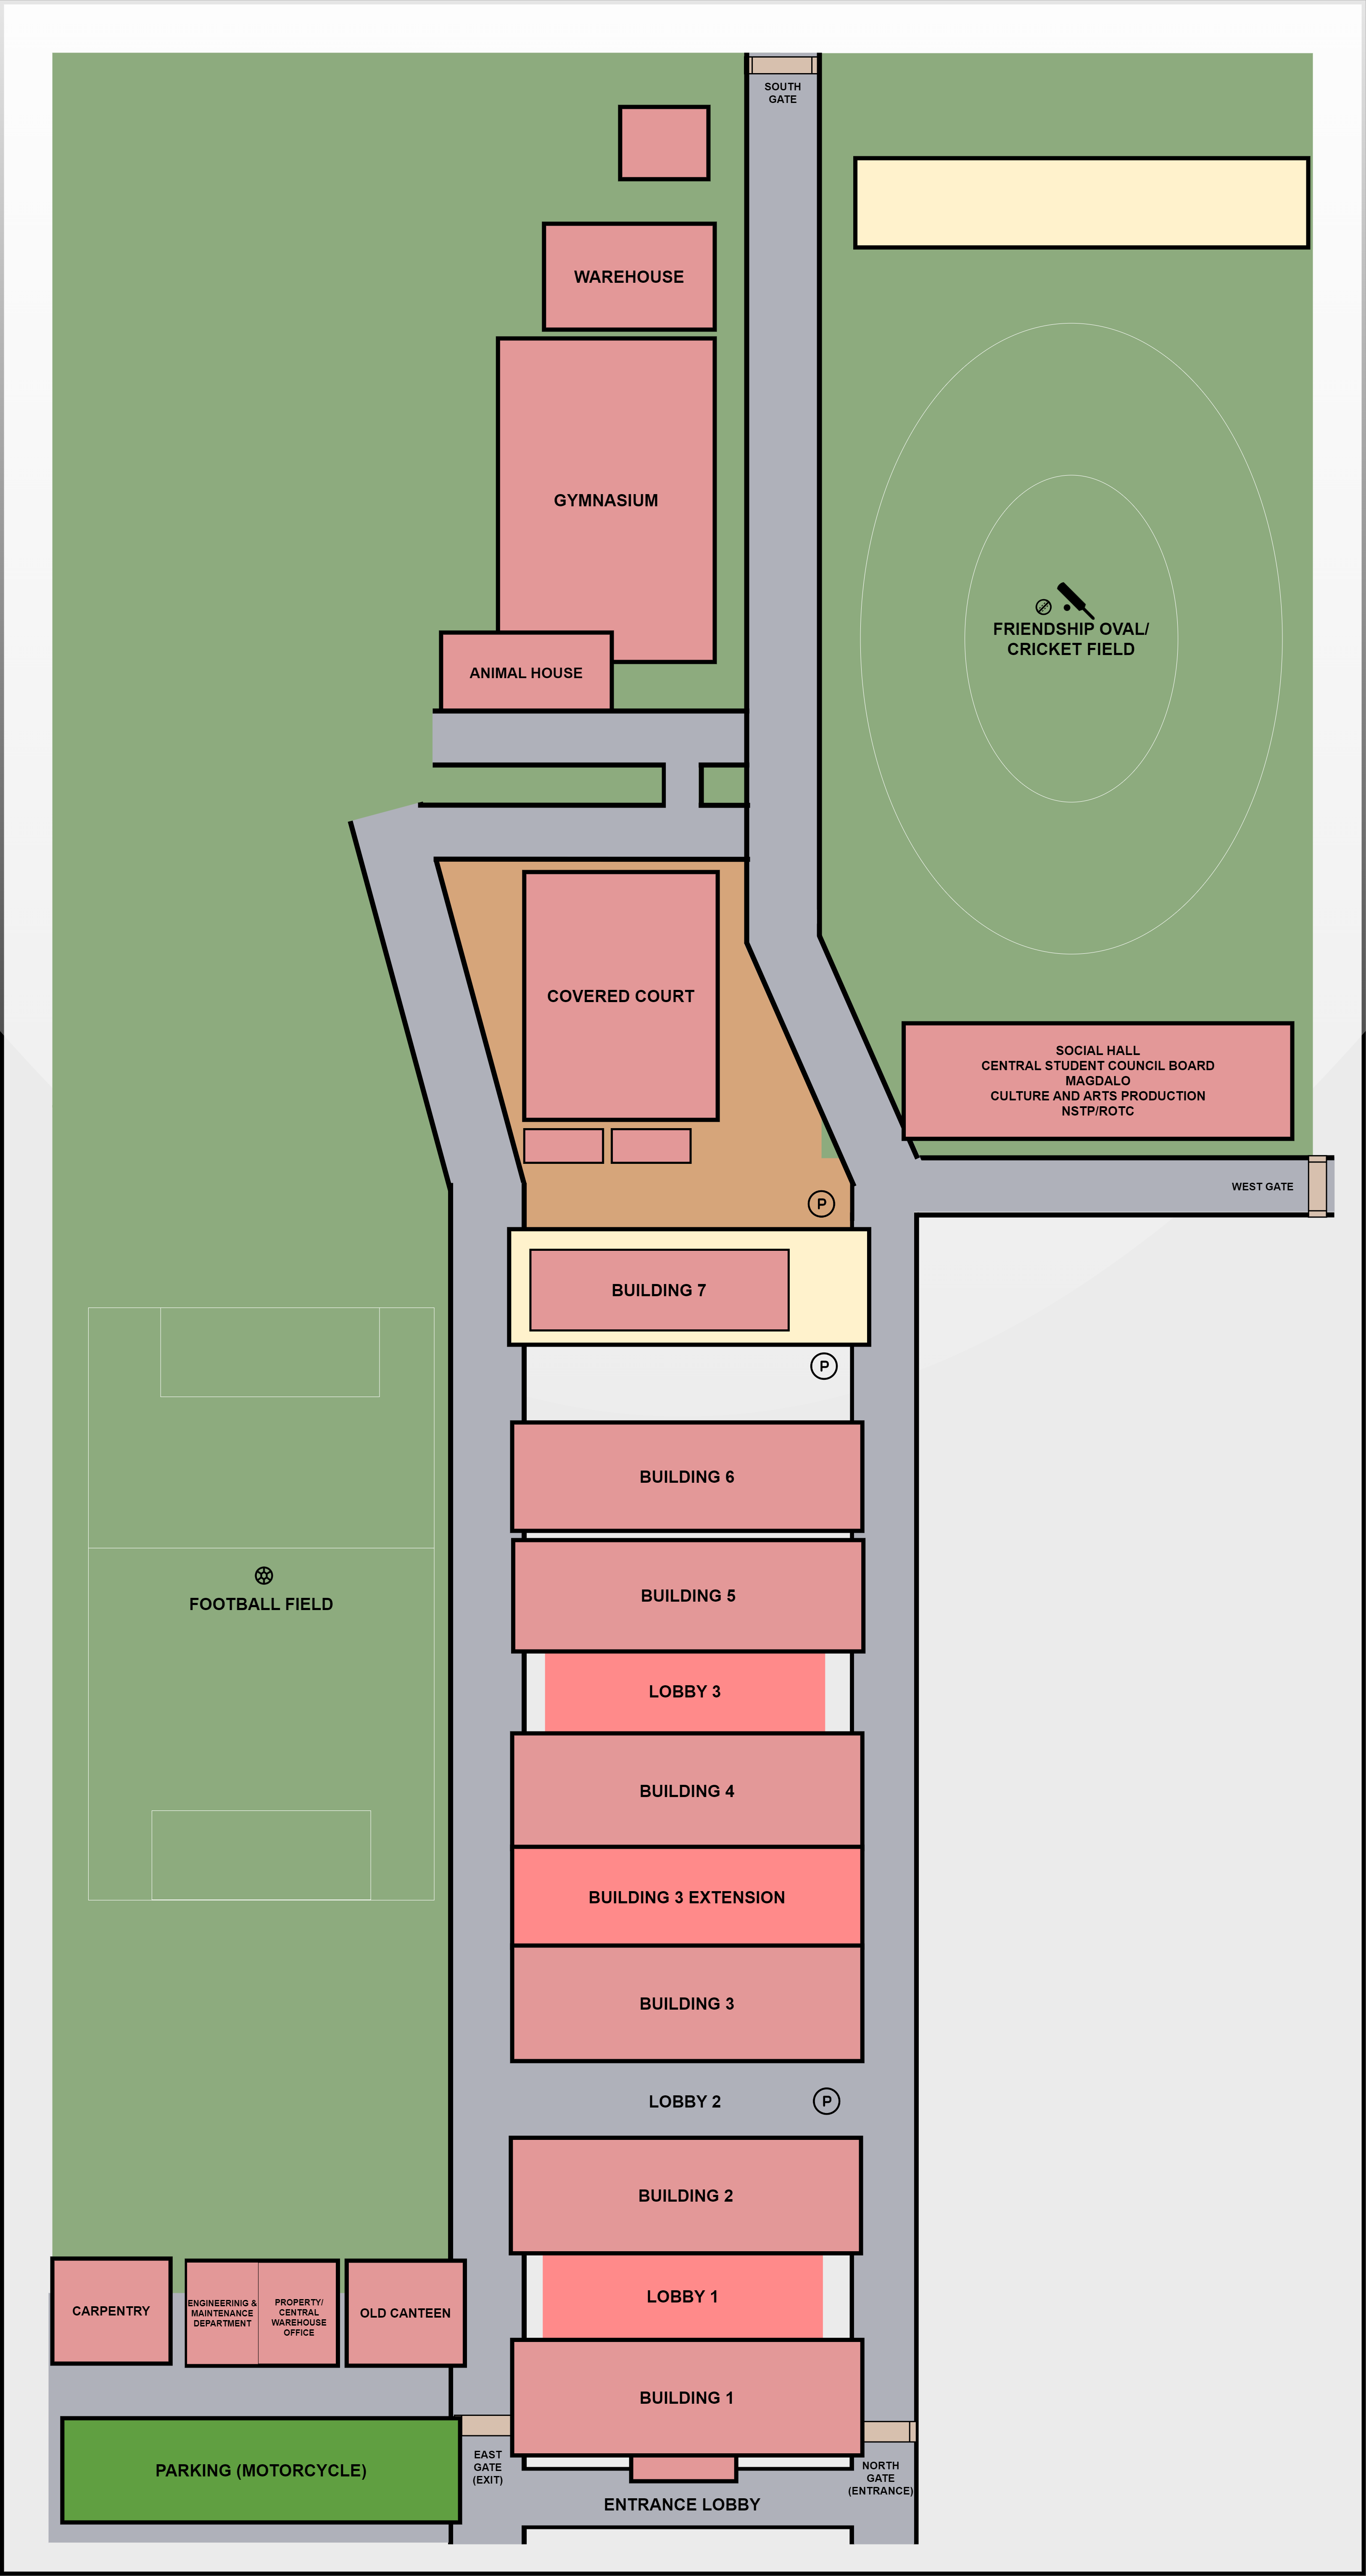 SOUTH
GATE
WAREHOUSE
GYMNASIUM
FRIENDSHIP OVAL/
CRICKET FIELD
ANIMAL HOUSE
COVERED COURT
SOCIAL HALL
CENTRAL STUDENT COUNCIL BOARD
MAGDALO
CULTURE AND ARTS PRODUCTION
NSTP/ROTC
WEST GATE
P
BUILDING 7
P
BUILDING 6
BUILDING 5
FOOTBALL FIELD
LOBBY 3
BUILDING 4
BUILDING 3 EXTENSION
BUILDING 3
LOBBY 2
P
BUILDING 2
LOBBY 1
CARPENTRY
ENGINEERINIG &
MAINTENANCE
DEPARTMENT
PROPERTY/
CENTRAL
WAREHOUSE
OFFICE
OLD CANTEEN
BUILDING 1
PARKING (MOTORCYCLE)
EAST
GATE
(EXIT)
NORTH
GATE
(ENTRANCE)
ENTRANCE LOBBY